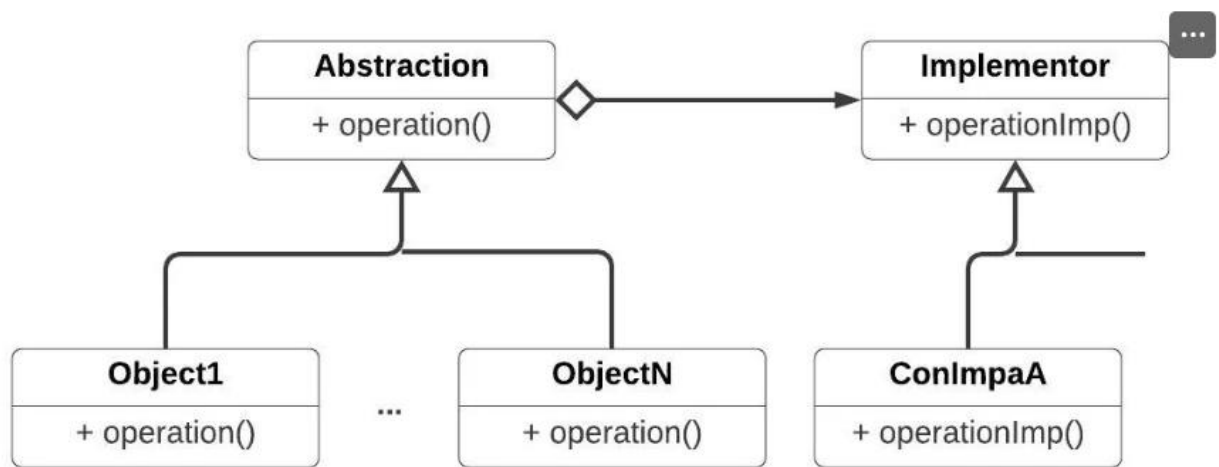 Abstraction
+ operation()
Implementor
+ operationImp()
Object1
+ operation()
...
ObjectN
+ operation()
ConImpaA
+ operationImp()